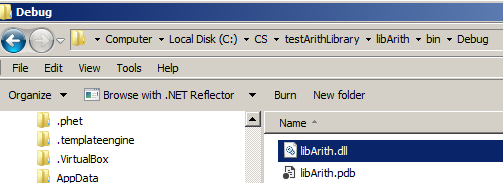 Debug
Computer Local Disk (C:) CS testArithLibrary libArith bin Debug
File Edit View Tools Help
Organize Browse with .NET Reflector Burn New folder
.phet
.templateengine
.VirtualBox
AppData
Name
libArith.dll
libArith.pdb